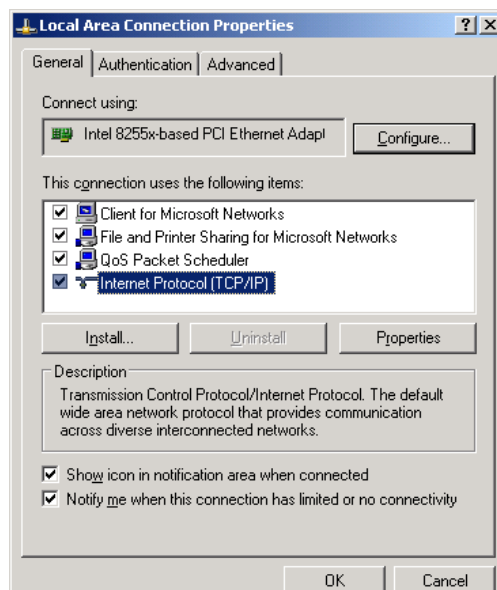 Local Area Connection Properties
General Authentication Advanced
Connect using:
Intel 8255x-based PCI Ethernet Adapt
Configure...
This connection uses the following items:
Client for Microsoft Networks
File and Printer Sharing for Microsoft Networks
QoS Packet Scheduler
Internet Protocol (TCP/IP)
Install... Uninstall Properties
Description
Transmission Control Protocol/Internet Protocol. The default
wide area network protocol that provides communication
across diverse interconnected networks.
Show icon in notification area when connected
Notify me when this connection has limited or no connectivity
OK Cancel